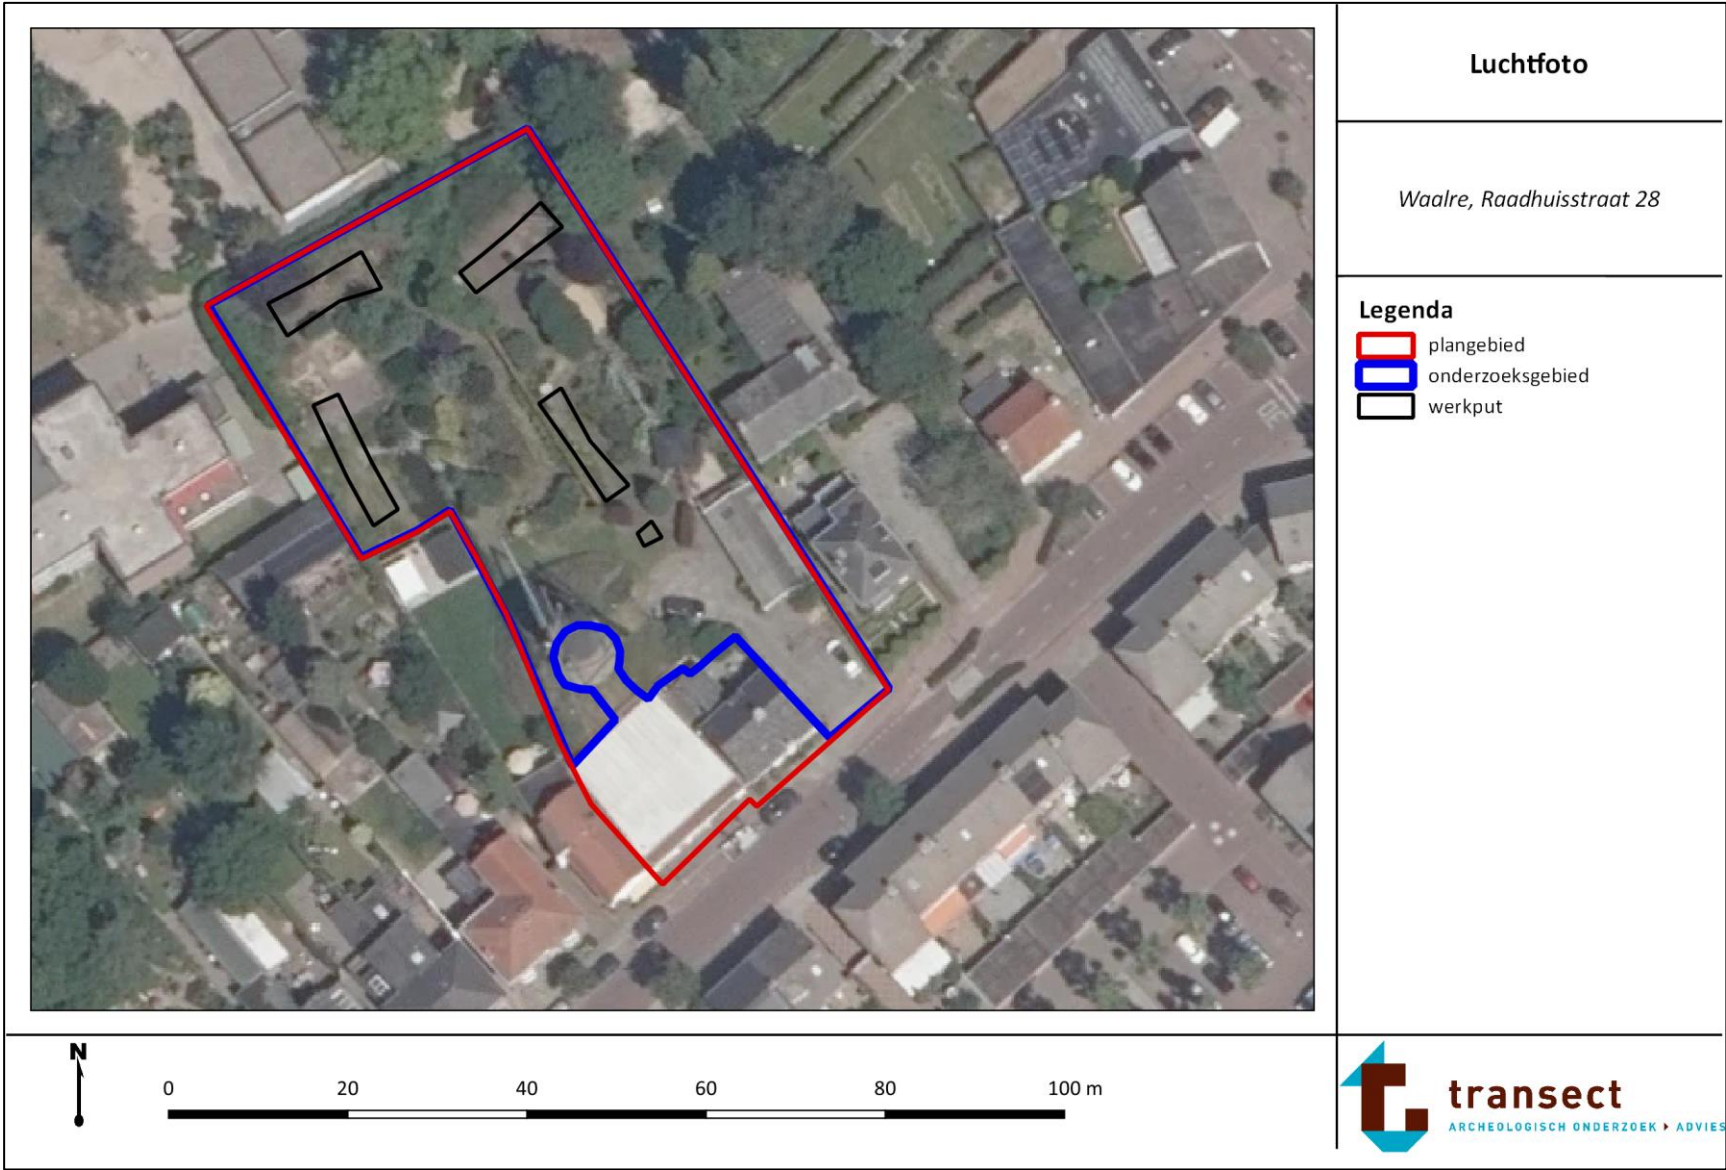 Luchtfoto
Waalre, Raadhuisstraat 28
Legenda
plangebied
onderzoeksgebied
werkput
N
0 20 40 60 80 100 m
transect
ARCHEOLOGISCH ONDERZOEK ▸ ADVIES